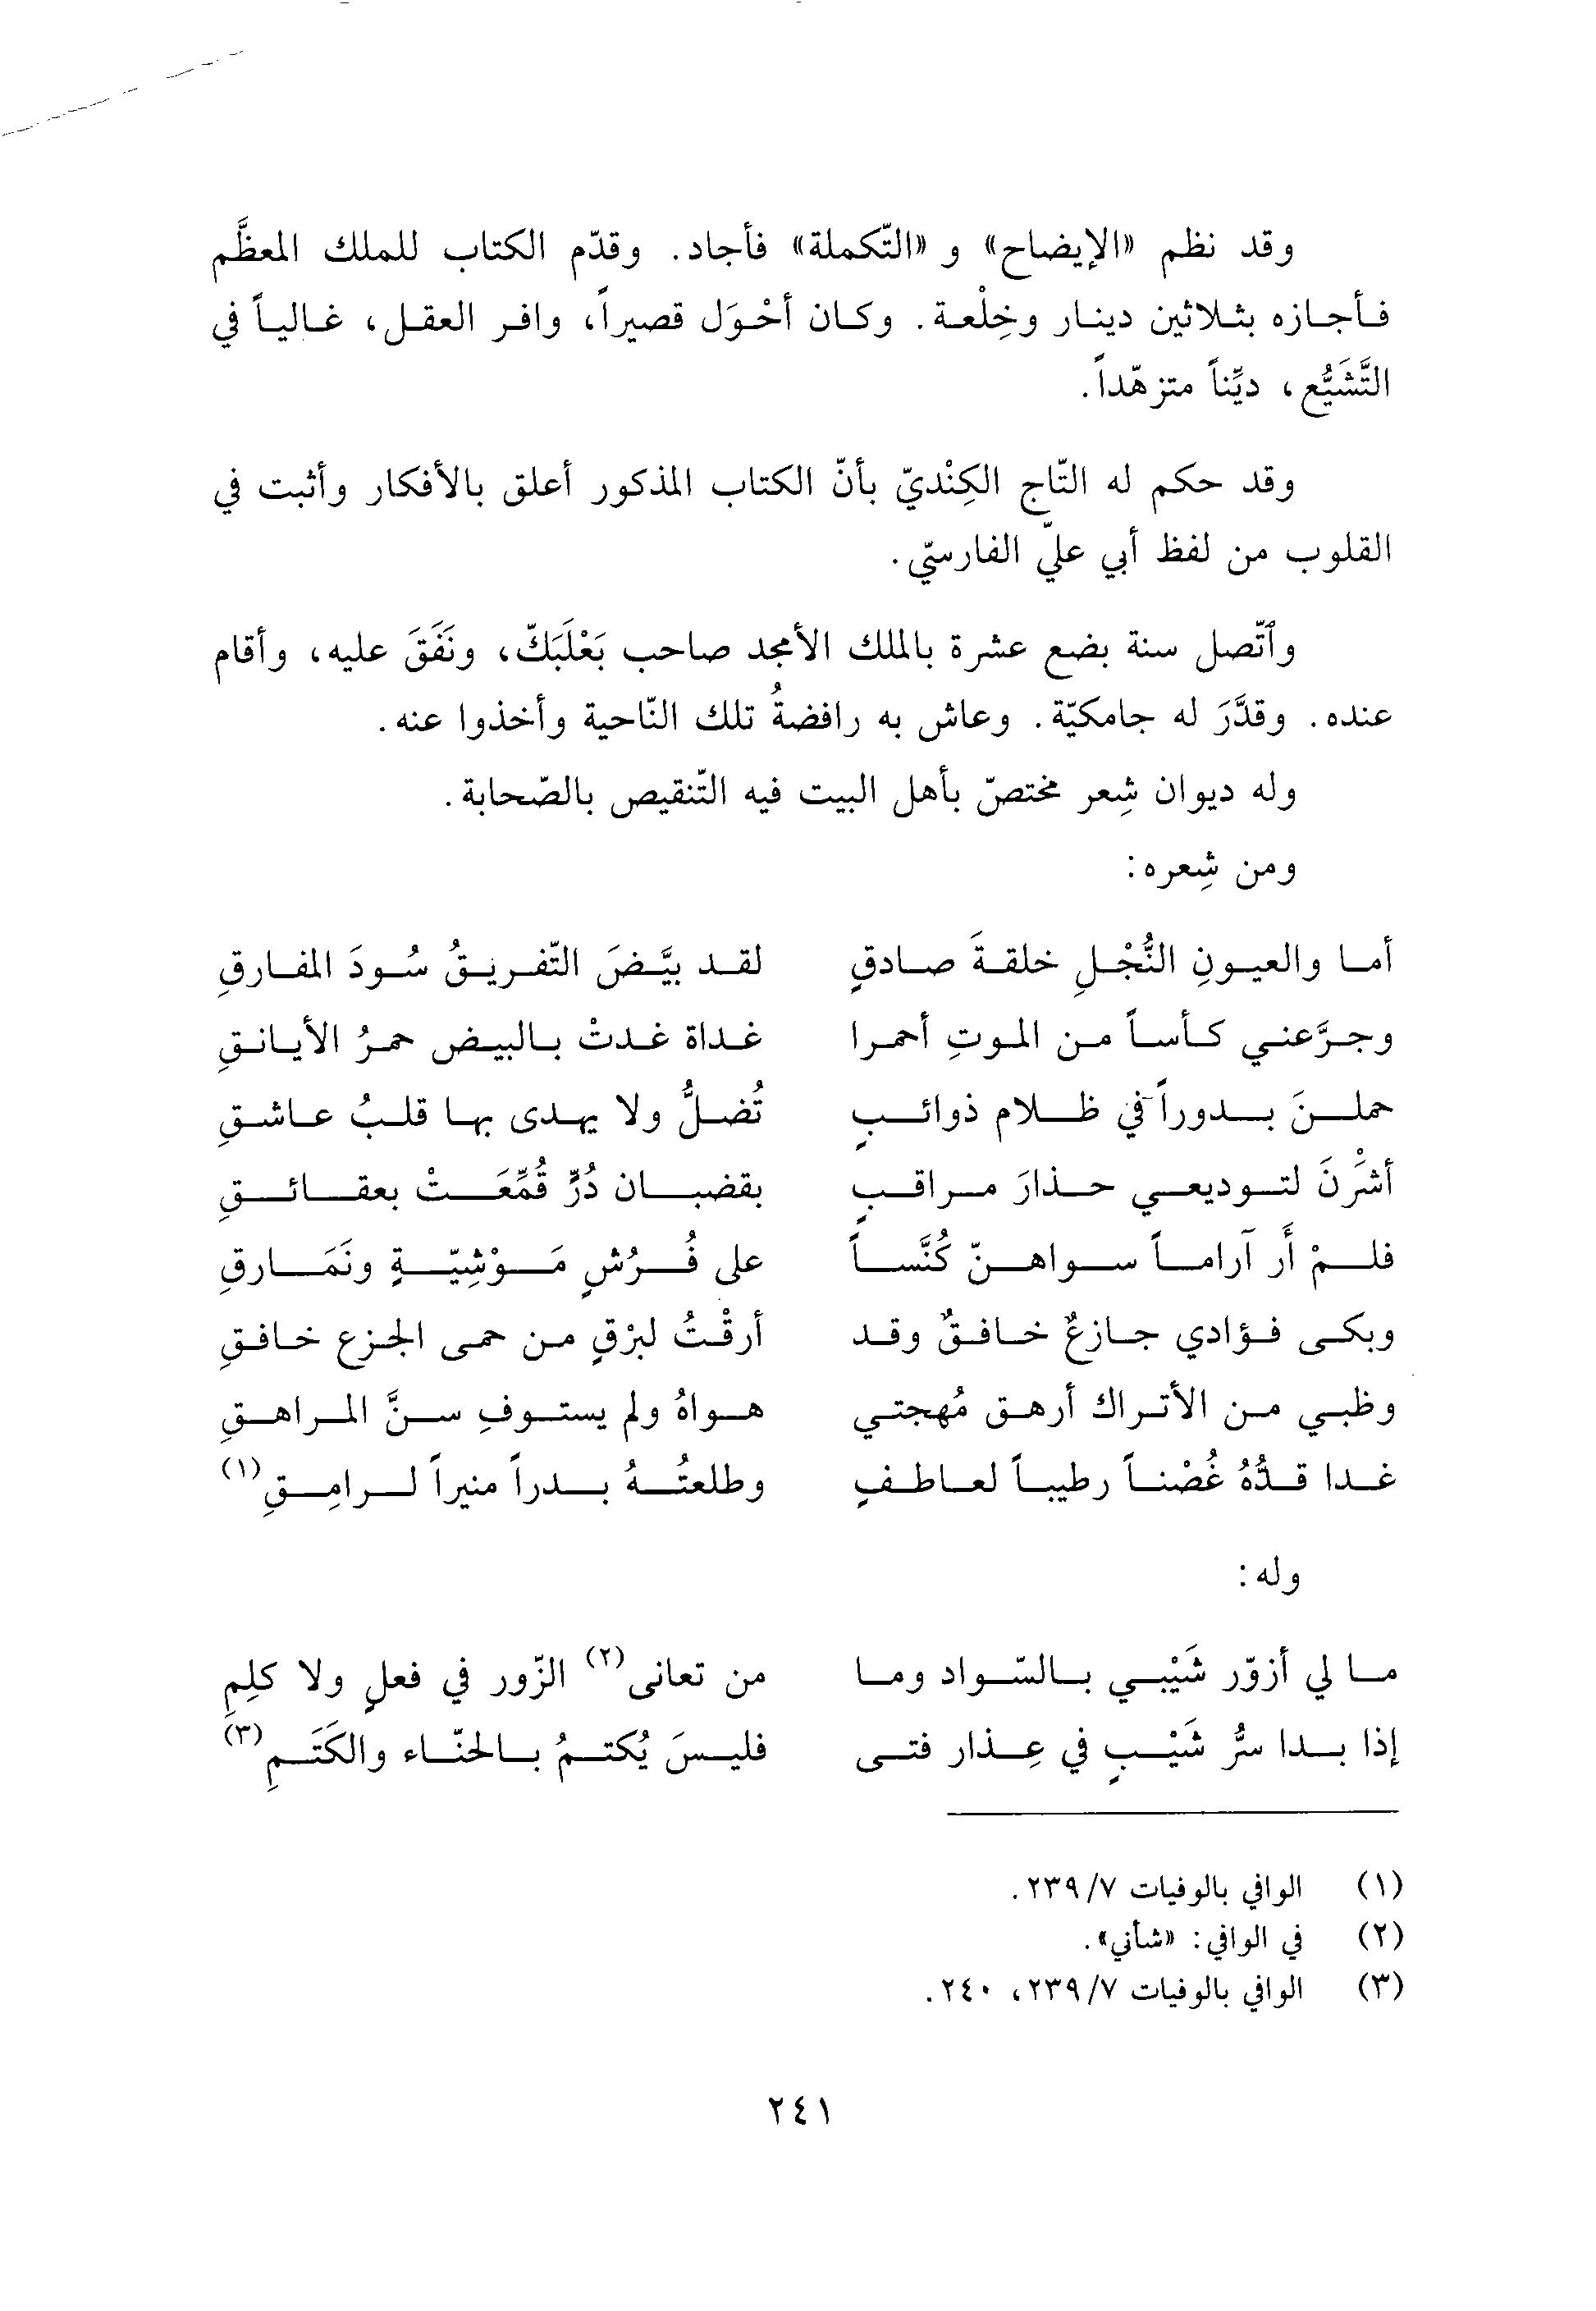 وقد نظم «الإيضاح» و «التّكملة» فأجاد. وقدّم الكتاب للملك المعظَّم
فأجازه بثلاثين دينار وخِلْعة. وكان أحْوَل قصيراً، وافر العقل، غالياً في
التَّشَيُّع، ديِّناً متزهّداً.
وقد حكم له التّاج الكِنْديّ بأنّ الكتاب المذكور أعلق بالأفكار وأثبت في
القلوب من لفظ أبي عليّ الفارسيّ.
وٱتّصل سنة بضع عشرة بالملك الأمجد صاحب بَعْلَبَكّ، ونَفَقَ عليه، وأقام
عنده. وقدَّرَ له جامكيّة. وعاش به رافضةُ تلك النّاحية وأخذوا عنه.
وله ديوان شِعر مختصّ بأهل البيت فيه التّنقيص بالصّحابة.
ومن شِعره:
أما والعيونِ النُّجْلِ خلقةَ صادقٍ لقد بيَّضَ التّفريقُ سُودَ المفارقِ
وجرَّعني كأساً من الموتِ أحمرا غداة غدتْ بالبيض حمرُ الأيانقِ
حملنَ بدوراً في ظلام ذوائبٍ تُضلُّ ولا يهدى بها قلبُ عاشقِ
أشَرْنَ لتوديعي حذارَ مراقبٍ بقضبان دُرٍّ قُمِّعَتْ بعقائقِ
فلمْ أَر آراماً سواهنّ كُنَّساً على فُرُشٍ مَوْشِيّةٍ ونَمَارقِ
وبكى فؤادي جازعٌ خافقٌ وقد أرقْتُ لبرْقٍ من حمى الجزع خافقِ
وظبي من الأتراك أرهق مُهجتي هواهُ ولم يستوفِ سنَّ المراهقِ
غدا قدُّهُ غُصْناً رطيباً لعاطفٍ وطلعتُهُ بدراً منيراً لرامِقِ(١)
وله:
ما لي أزوّر شَيْبي بالسّواد وما من تعانى(٢) الزّور في فعلٍ ولا كلِمِ
إذا بدا سرُّ شَيْبٍ في عِذار فتى فليسَ يُكتمُ بالحنّاء والكَتَمِ(٣)
(١) الوافي بالوفيات ٢٣٩/٧.
(٢) في الوافي: «شأني».
(٣) الوافي بالوفيات ٢٣٩/٧، ٢٤٠.
٢٤١